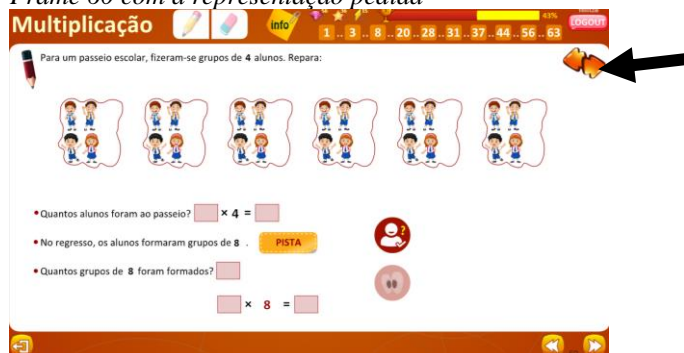 Frame 60 com a representação pedida
Multiplicação
info
1 .. 3 .. 8 .. 20 .. 28 .. 31 .. 37 .. 44 .. 56 .. 63
43%
LOGOUT
Para um passeio escolar, fizeram-se grupos de 4 alunos. Repara:
• Quantos alunos foram ao passeio? × 4 =
• No regresso, os alunos formaram grupos de 8 . PISTA
?
• Quantos grupos de 8 foram formados?
× 8 =